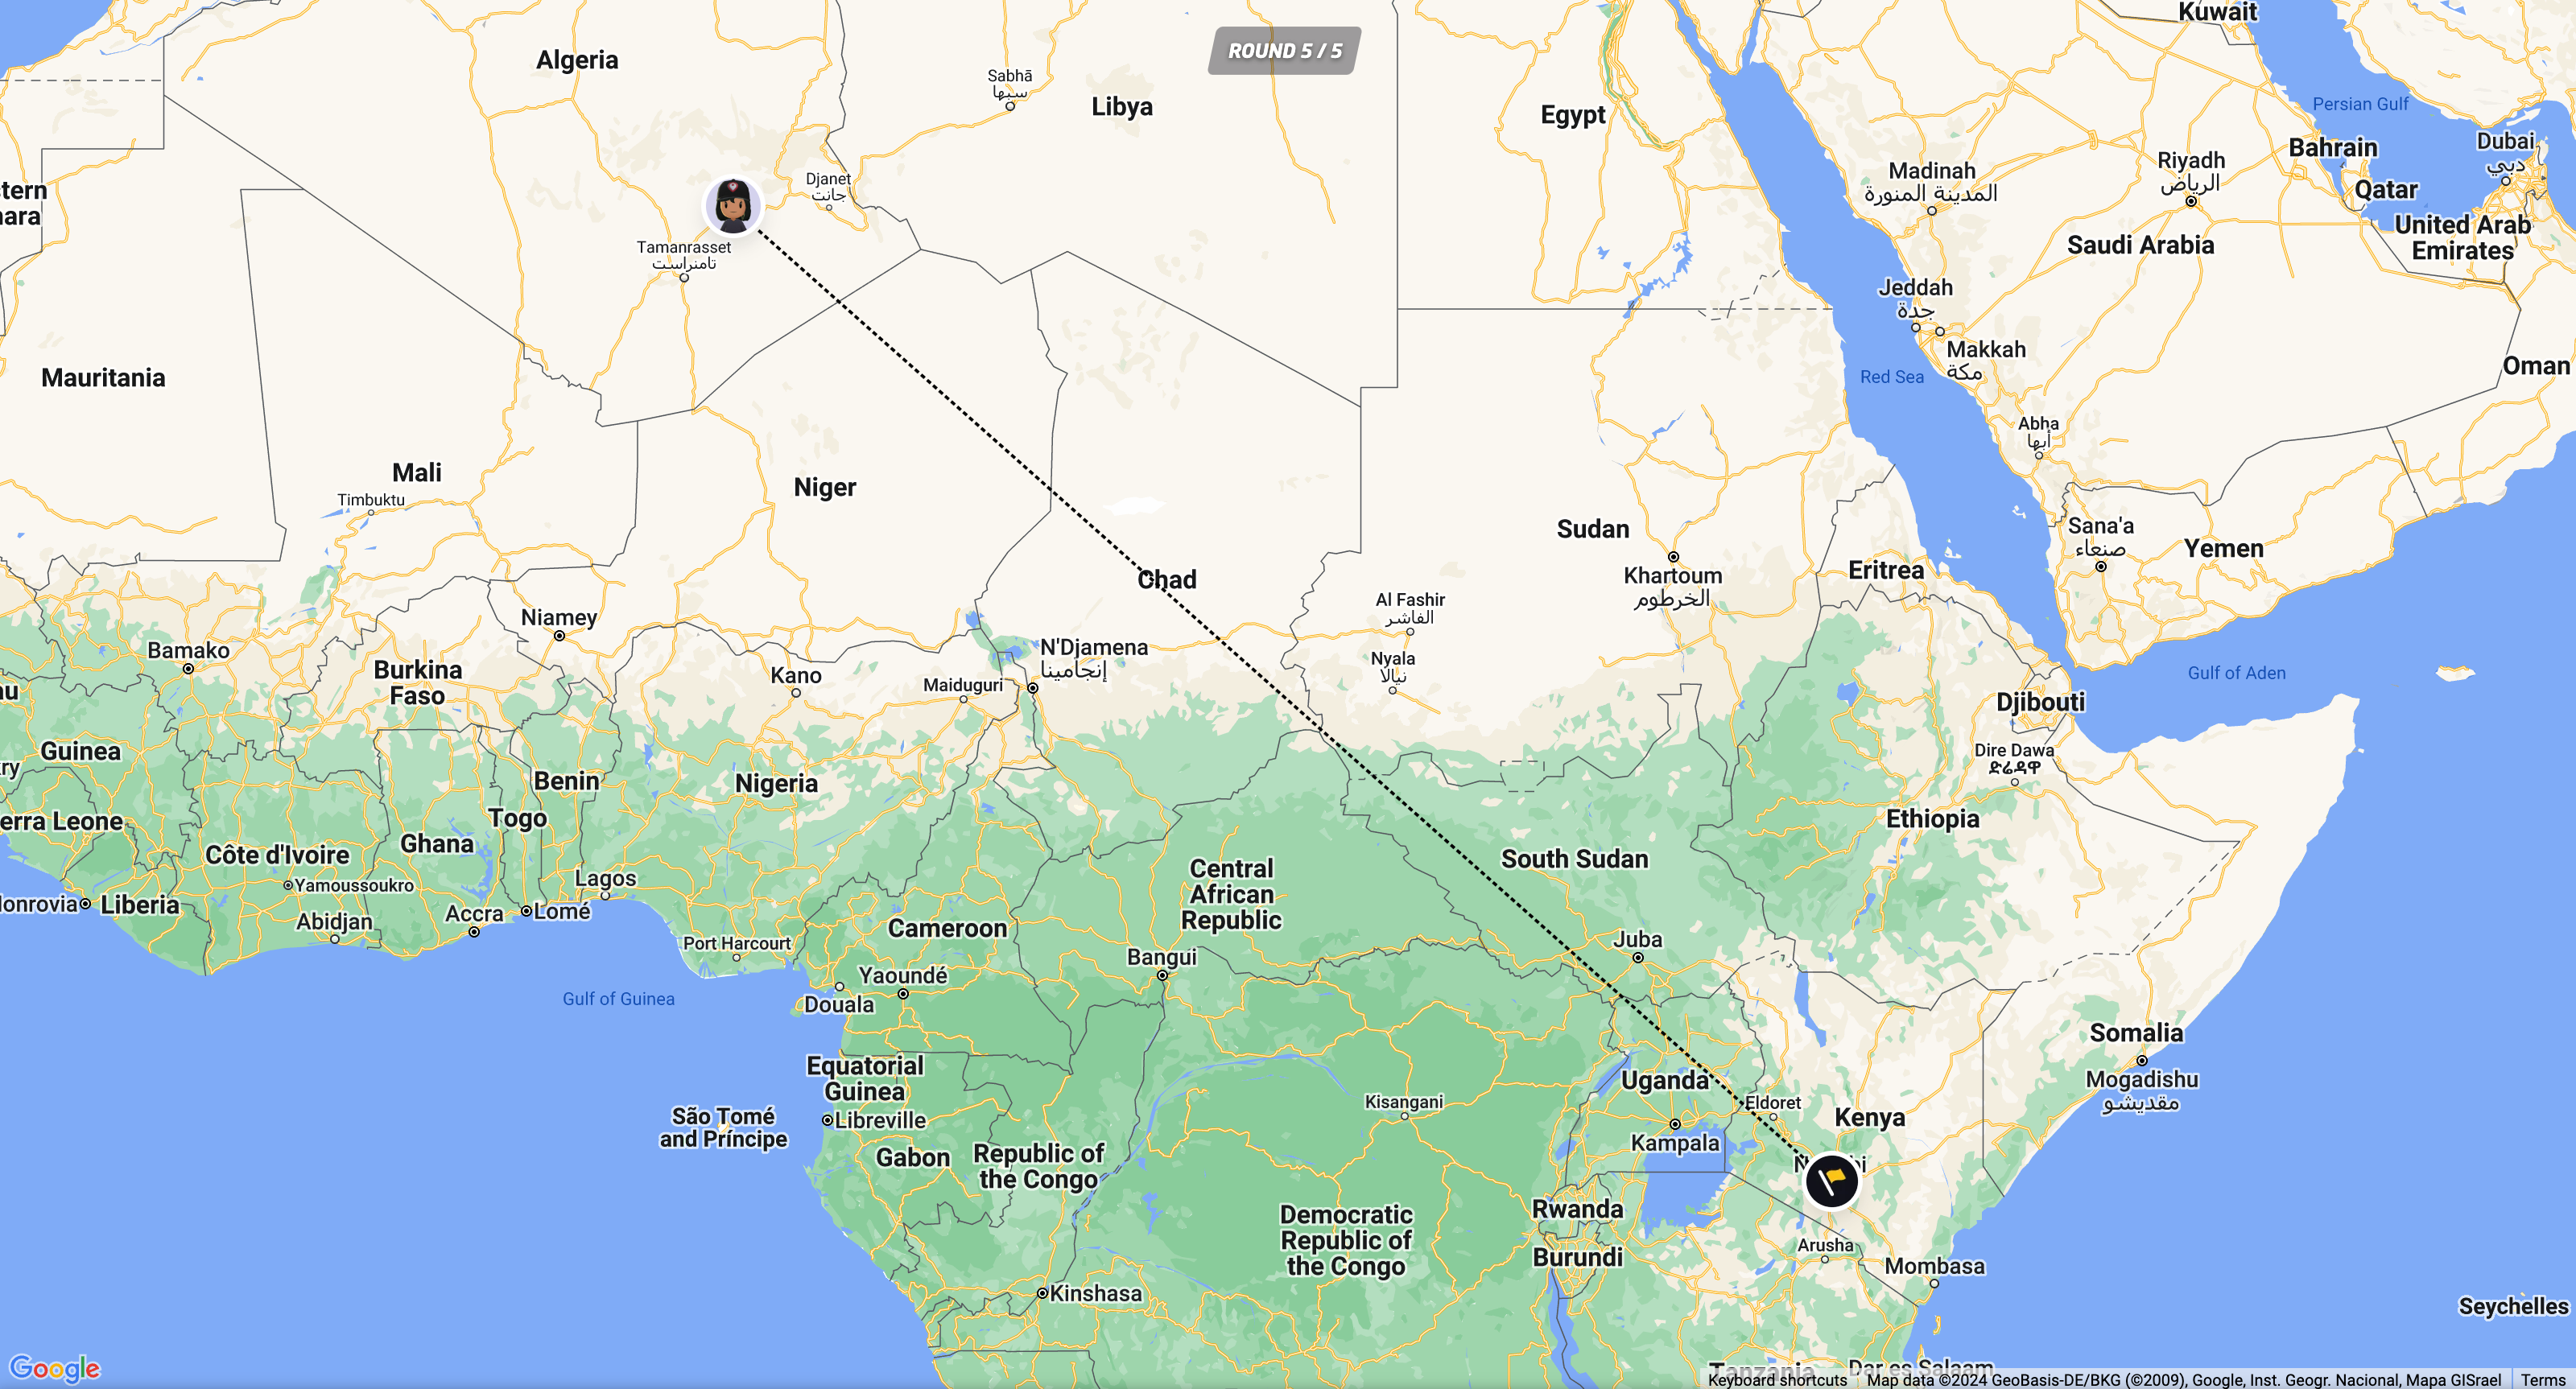 Kuwait
ROUND 5 / 5
Algeria
Sabhā
سبها
Libya
Egypt
Persian Gulf
Bahrain
Dubai
دبي
Riyadh
الرياض
Madinah
المدينة المنورة
Qatar
Djanet
جانت
United Arab
Emirates
Saudi Arabia
Tamanrasset
تامنراست
Jeddah
جدة
Makkah
مكة
Oman
Red Sea
Mauritania
Abha
أبها
Mali
Timbuktu
Niger
Sudan
Sana'a
صنعاء
Yemen
Khartoum
الخرطوم
Eritrea
Chad
Al Fashir
الفاشر
Niamey
N'Djamena
إنجامينا
Nyala
نيالا
Bamako
Burkina
Faso
Kano
Maiduguri
Gulf of Aden
Djibouti
Guinea
Dire Dawa
ድሬዳዋ
Benin
Nigeria
Togo
Ethiopia
erra Leone
Ghana
Côte d'Ivoire
South Sudan
Central
African
Republic
Yamoussoukro
Lagos
onrovia
Liberia
Abidjan
Accra
Lomé
Cameroon
Port Harcourt
Juba
Bangui
Yaoundé
Douala
Gulf of Guinea
Somalia
Mogadishu
مقديشو
Equatorial
Guinea
Uganda
Kisangani
Eldoret
Kenya
São Tomé
and Príncipe
Libreville
Kampala
Gabon
Republic of
the Congo
Rwanda
Democratic
Republic of
the Congo
Burundi
Arusha
Mombasa
Kinshasa
Seychelles
Tanzania
Dar es Salaam
Google
Keyboard shortcuts
Map data ©2024 GeoBasis-DE/BKG (©2009), Google, Inst. Geogr. Nacional, Mapa GISrael
Terms